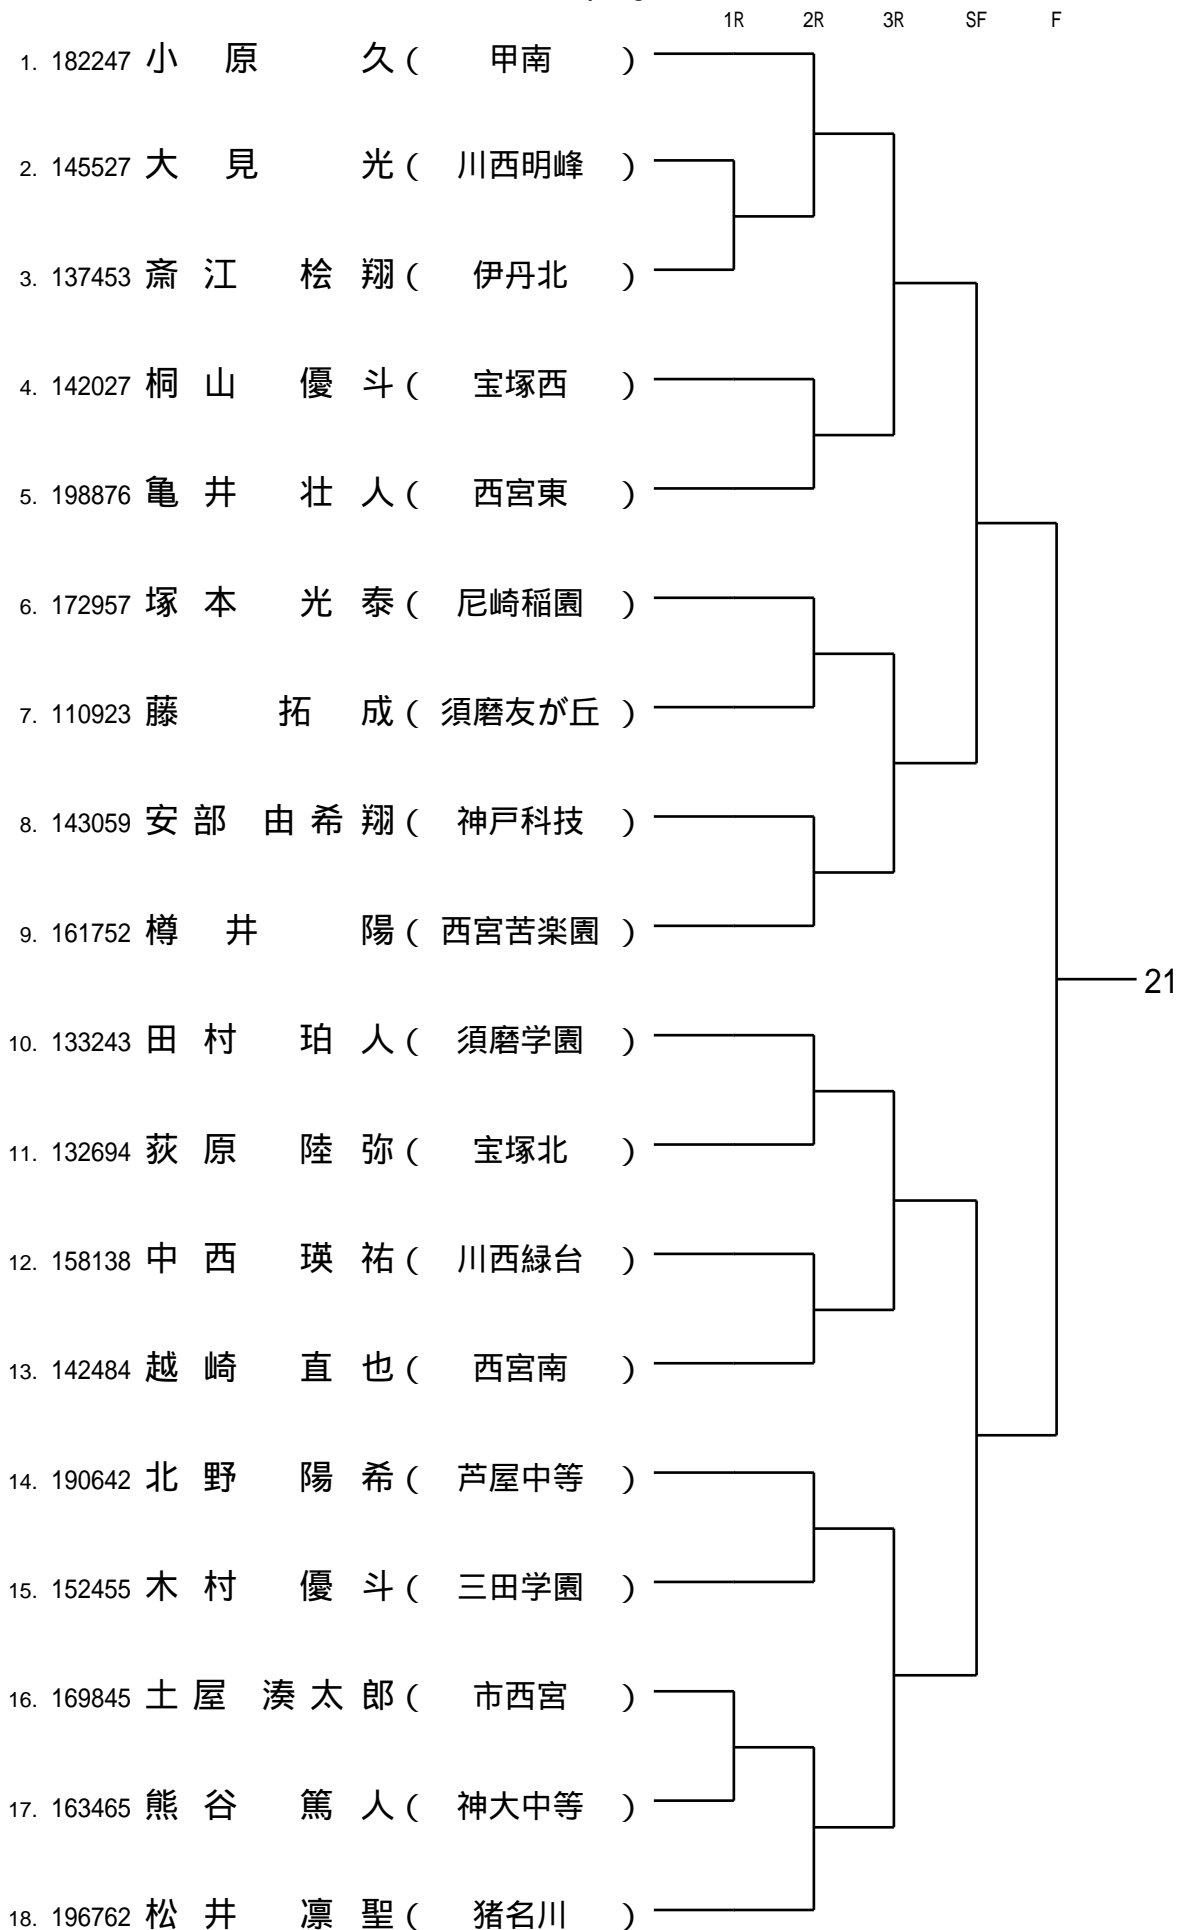 1R 2R 3R SF F
1. 182247 小原 久 ( 甲南 )
2. 145527 大見 光 ( 川西明峰 )
3. 137453 斎江 桧翔 ( 伊丹北 )
4. 142027 桐山 優斗 ( 宝塚西 )
5. 198876 亀井 壮人 ( 西宮東 )
6. 172957 塚本 光泰 ( 尼崎稲園 )
7. 110923 藤 拓成 ( 須磨友が丘 )
8. 143059 安部 由希翔 ( 神戸科技 )
9. 161752 樽井 陽 ( 西宮苦楽園 )
21
10. 133243 田村 珀人 ( 須磨学園 )
11. 132694 荻原 陸弥 ( 宝塚北 )
12. 158138 中西 瑛祐 ( 川西緑台 )
13. 142484 越崎 直也 ( 西宮南 )
14. 190642 北野 陽希 ( 芦屋中等 )
15. 152455 木村 優斗 ( 三田学園 )
16. 169845 土屋 湊太郎 ( 市西宮 )
17. 163465 熊谷 篤人 ( 神大中等 )
18. 196762 松井 凛聖 ( 猪名川 )